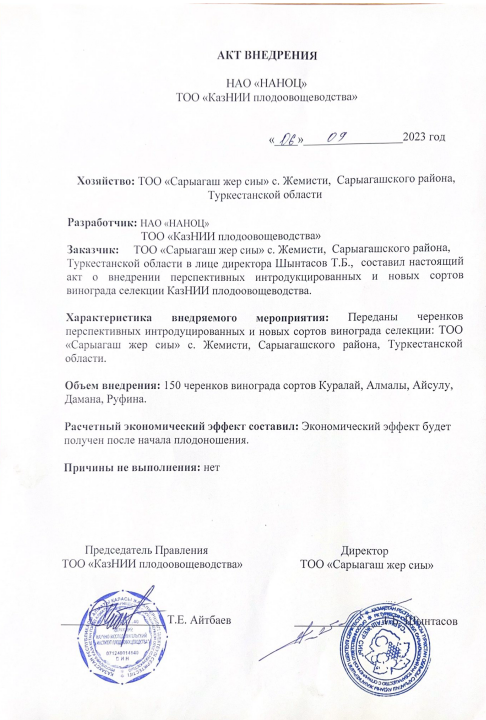 АКТ ВНЕДРЕНИЯ
НАО «НАНОЦ»
ТОО «КазНИИ плодоовощеводства»
«06» 09 2023 год
Хозяйство: ТОО «Сарыагаш жер сиы» с. Жемисти, Сарыагашского района,
Туркестанской области
Разработчик: НАО «НАНОЦ»
ТОО «КазНИИ плодоовощеводства»
Заказчик: ТОО «Сарыагаш жер сиы» с. Жемисти, Сарыагашского района,
Туркестанской области в лице директора Шынтасов Т.Б., составил настоящий
акт о внедрении перспективных интродукцированных и новых сортов
винограда селекции КазНИИ плодоовощеводства.
Характеристика внедряемого мероприятия: Переданы черенков
перспективных интродуцированных и новых сортов винограда селекции: ТОО
«Сарыагаш жер сиы» с. Жемисти, Сарыагашского района, Туркестанской
области.
Объем внедрения: 150 черенков винограда сортов Куралай, Алмалы, Айсулу,
Дамана, Руфина.
Расчетный экономический эффект составил: Экономический эффект будет
получен после начала плодоношения.
Причины не выполнения: нет
Председатель Правления
ТОО «КазНИИ плодоовощеводства»
Т.Е. Айтбаев
Директор
ТОО «Сарыагаш жер сиы»
Шынтасов